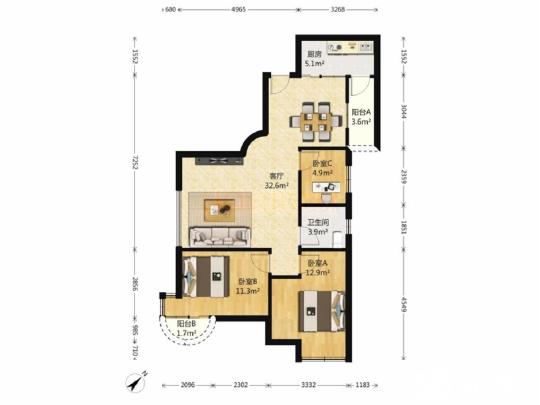 680 4965 3268
1552
1552
厨房
5.1m²
阳台A
3.6m²
3044
7252
卧室C
4.9m²
2359
客厅
32.6m²
卫生间
3.9m²
1851
卧室A
12.9m²
卧室B
11.3m²
2856
4549
阳台B
1.7m²
985
710
N
2096 2302 3332 1183